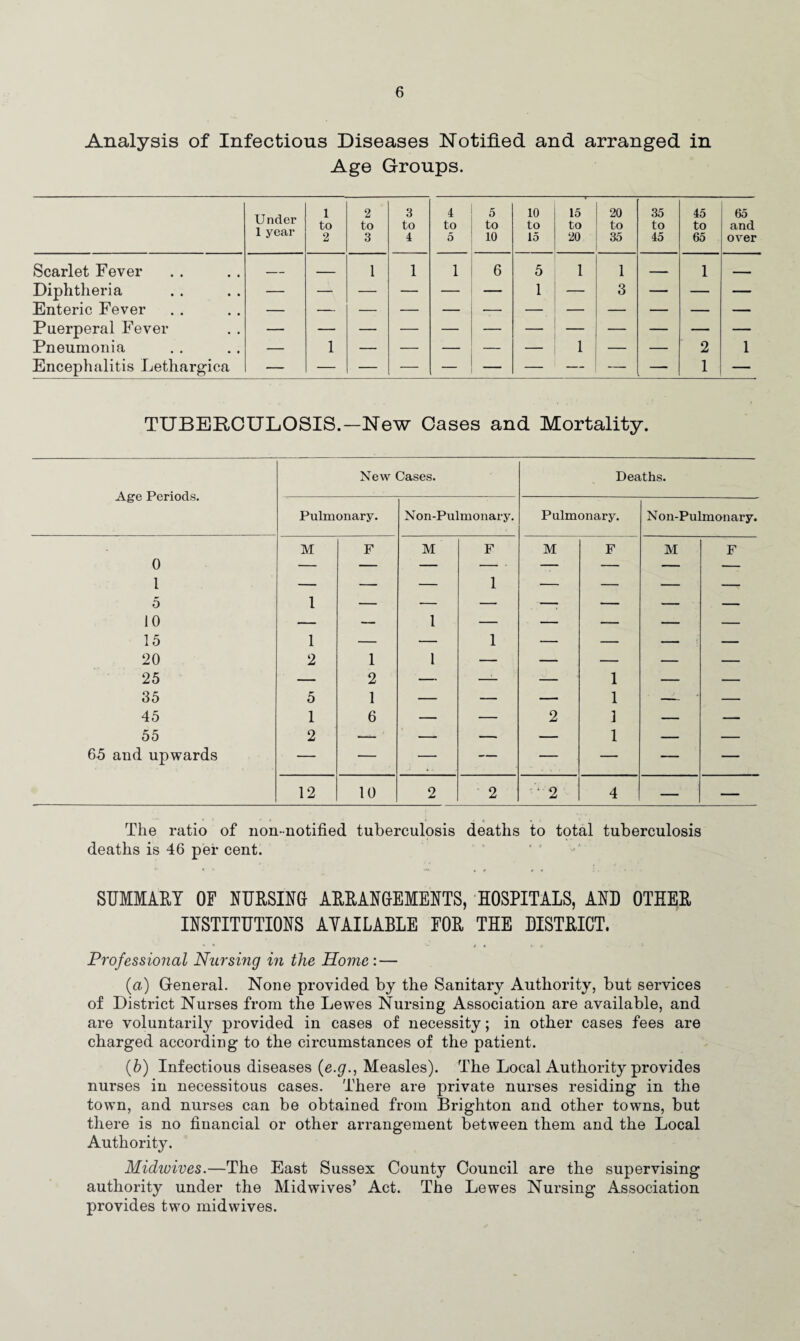 6
Analysis of Infectious Diseases Notified and arranged in
Age Groups.
Under 1 year | 1 to 2 | 2 to 3 | 3 to 4 | 4 to 5 | 5 to 10 | 10 to 15 | 15 to 20 | 20 to 35 | 35 to 45 | 45 to 65 | 65 and over
Scarlet Fever . . . . — — 1 1 1 6 5 1 1 — 1 —
Diphtheria . . . . — — — — — — 1 — 3 — — —
Enteric Fever . . . . — — — — — — — — — — — —
Puerperal Fever . . — — — — — — — — — — — —
Pneumonia . . . . — 1 — — — — — 1 — — 2 1
Encephalitis Lethargica — — — — — — — — — — 1 —
TUBERCULOSIS.—New Cases and Mortality.
Age Periods. | New Cases. | Deaths.
Pulmonary. | Non-Pulmonary. | Pulmonary. | Non-Pulmonary.
M F M F M F M F
0 — — — — — — — —
1 — — — 1 — — — —
5 1 — — — — — — —
10 — — 1 — — — — —
15 1 — — 1 — — — —
20 2 1 1 — — — — —
25 — 2 — — — 1 — —
35 5 1 — — — 1 — —
45 1 6 — — 2 1 — —
55 2 — — — — 1 — —
65 and upwards — — — — — — — —
12 10 2 2 2 4 — —
The ratio of non-notified tuberculosis deaths to total tuberculosis
deaths is 46 per cent.
SUMMARY OF NURSING ARRANGEMENTS, HOSPITALS, AND OTHER
INSTITUTIONS AVAILABLE FOR THE DISTRICT.
Professional Nursing in the Home:—
(a) General. None provided by the Sanitary Authority, but services
of District Nurses from the Lewes Nursing Association are available, and
are voluntarily provided in cases of necessity; in other cases fees are
charged according to the circumstances of the patient.
(b) Infectious diseases (e.g., Measles). The Local Authority provides
nurses in necessitous cases. There are private nurses residing in the
town, and nurses can be obtained from Brighton and other towns, but
there is no financial or other arrangement between them and the Local
Authority.
Midwives.—The East Sussex County Council are the supervising
authority under the Midwives' Act. The Lewes Nursing Association
provides two midwives.